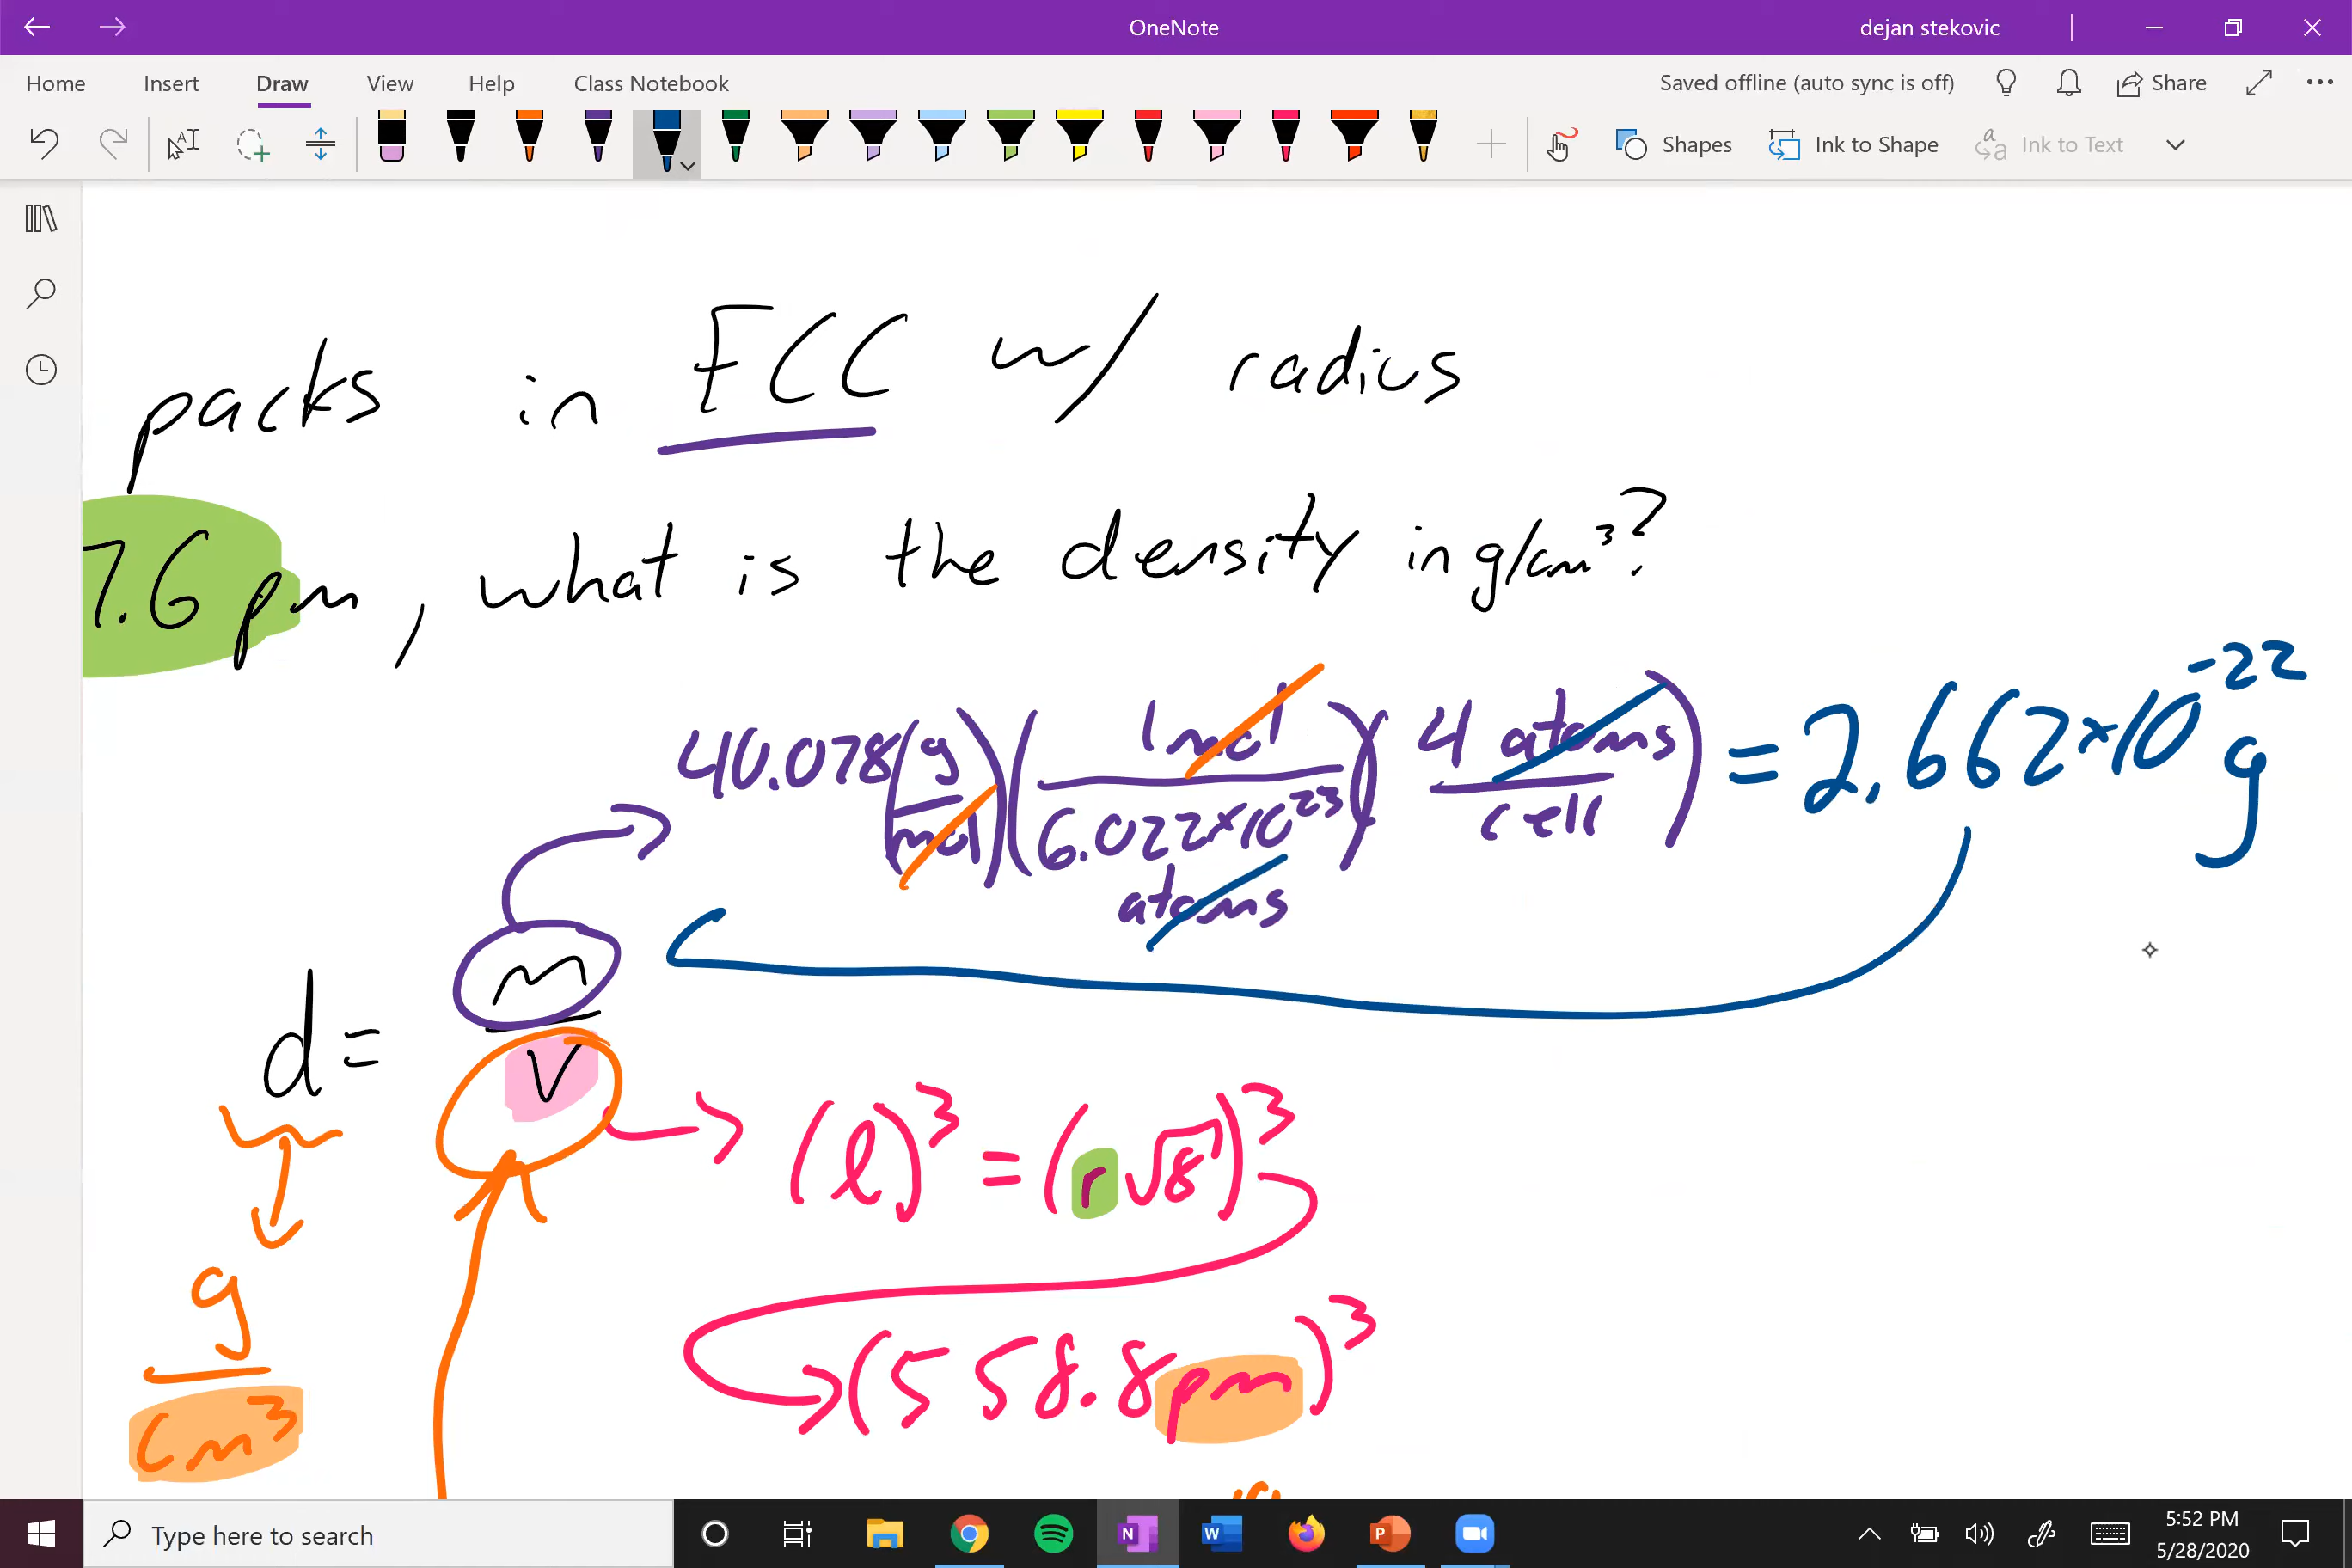 OneNote
dejan stekovic
Home Insert Draw View Help Class Notebook
Saved offline (auto sync is off) Share
Shapes Ink to Shape Ink to Text
packs in FCC w/ radius
7.6 pm, what is the density in g/cm³?
40.078 (g/mol) (1 mol / 6.022×10²³ atoms) (4 atoms / cell) = 2.662×10⁻²² g
d = m/V
(l)³ = (r√8)³
g/cm³
(558.8pm)³
Type here to search
5:52 PM
5/28/2020